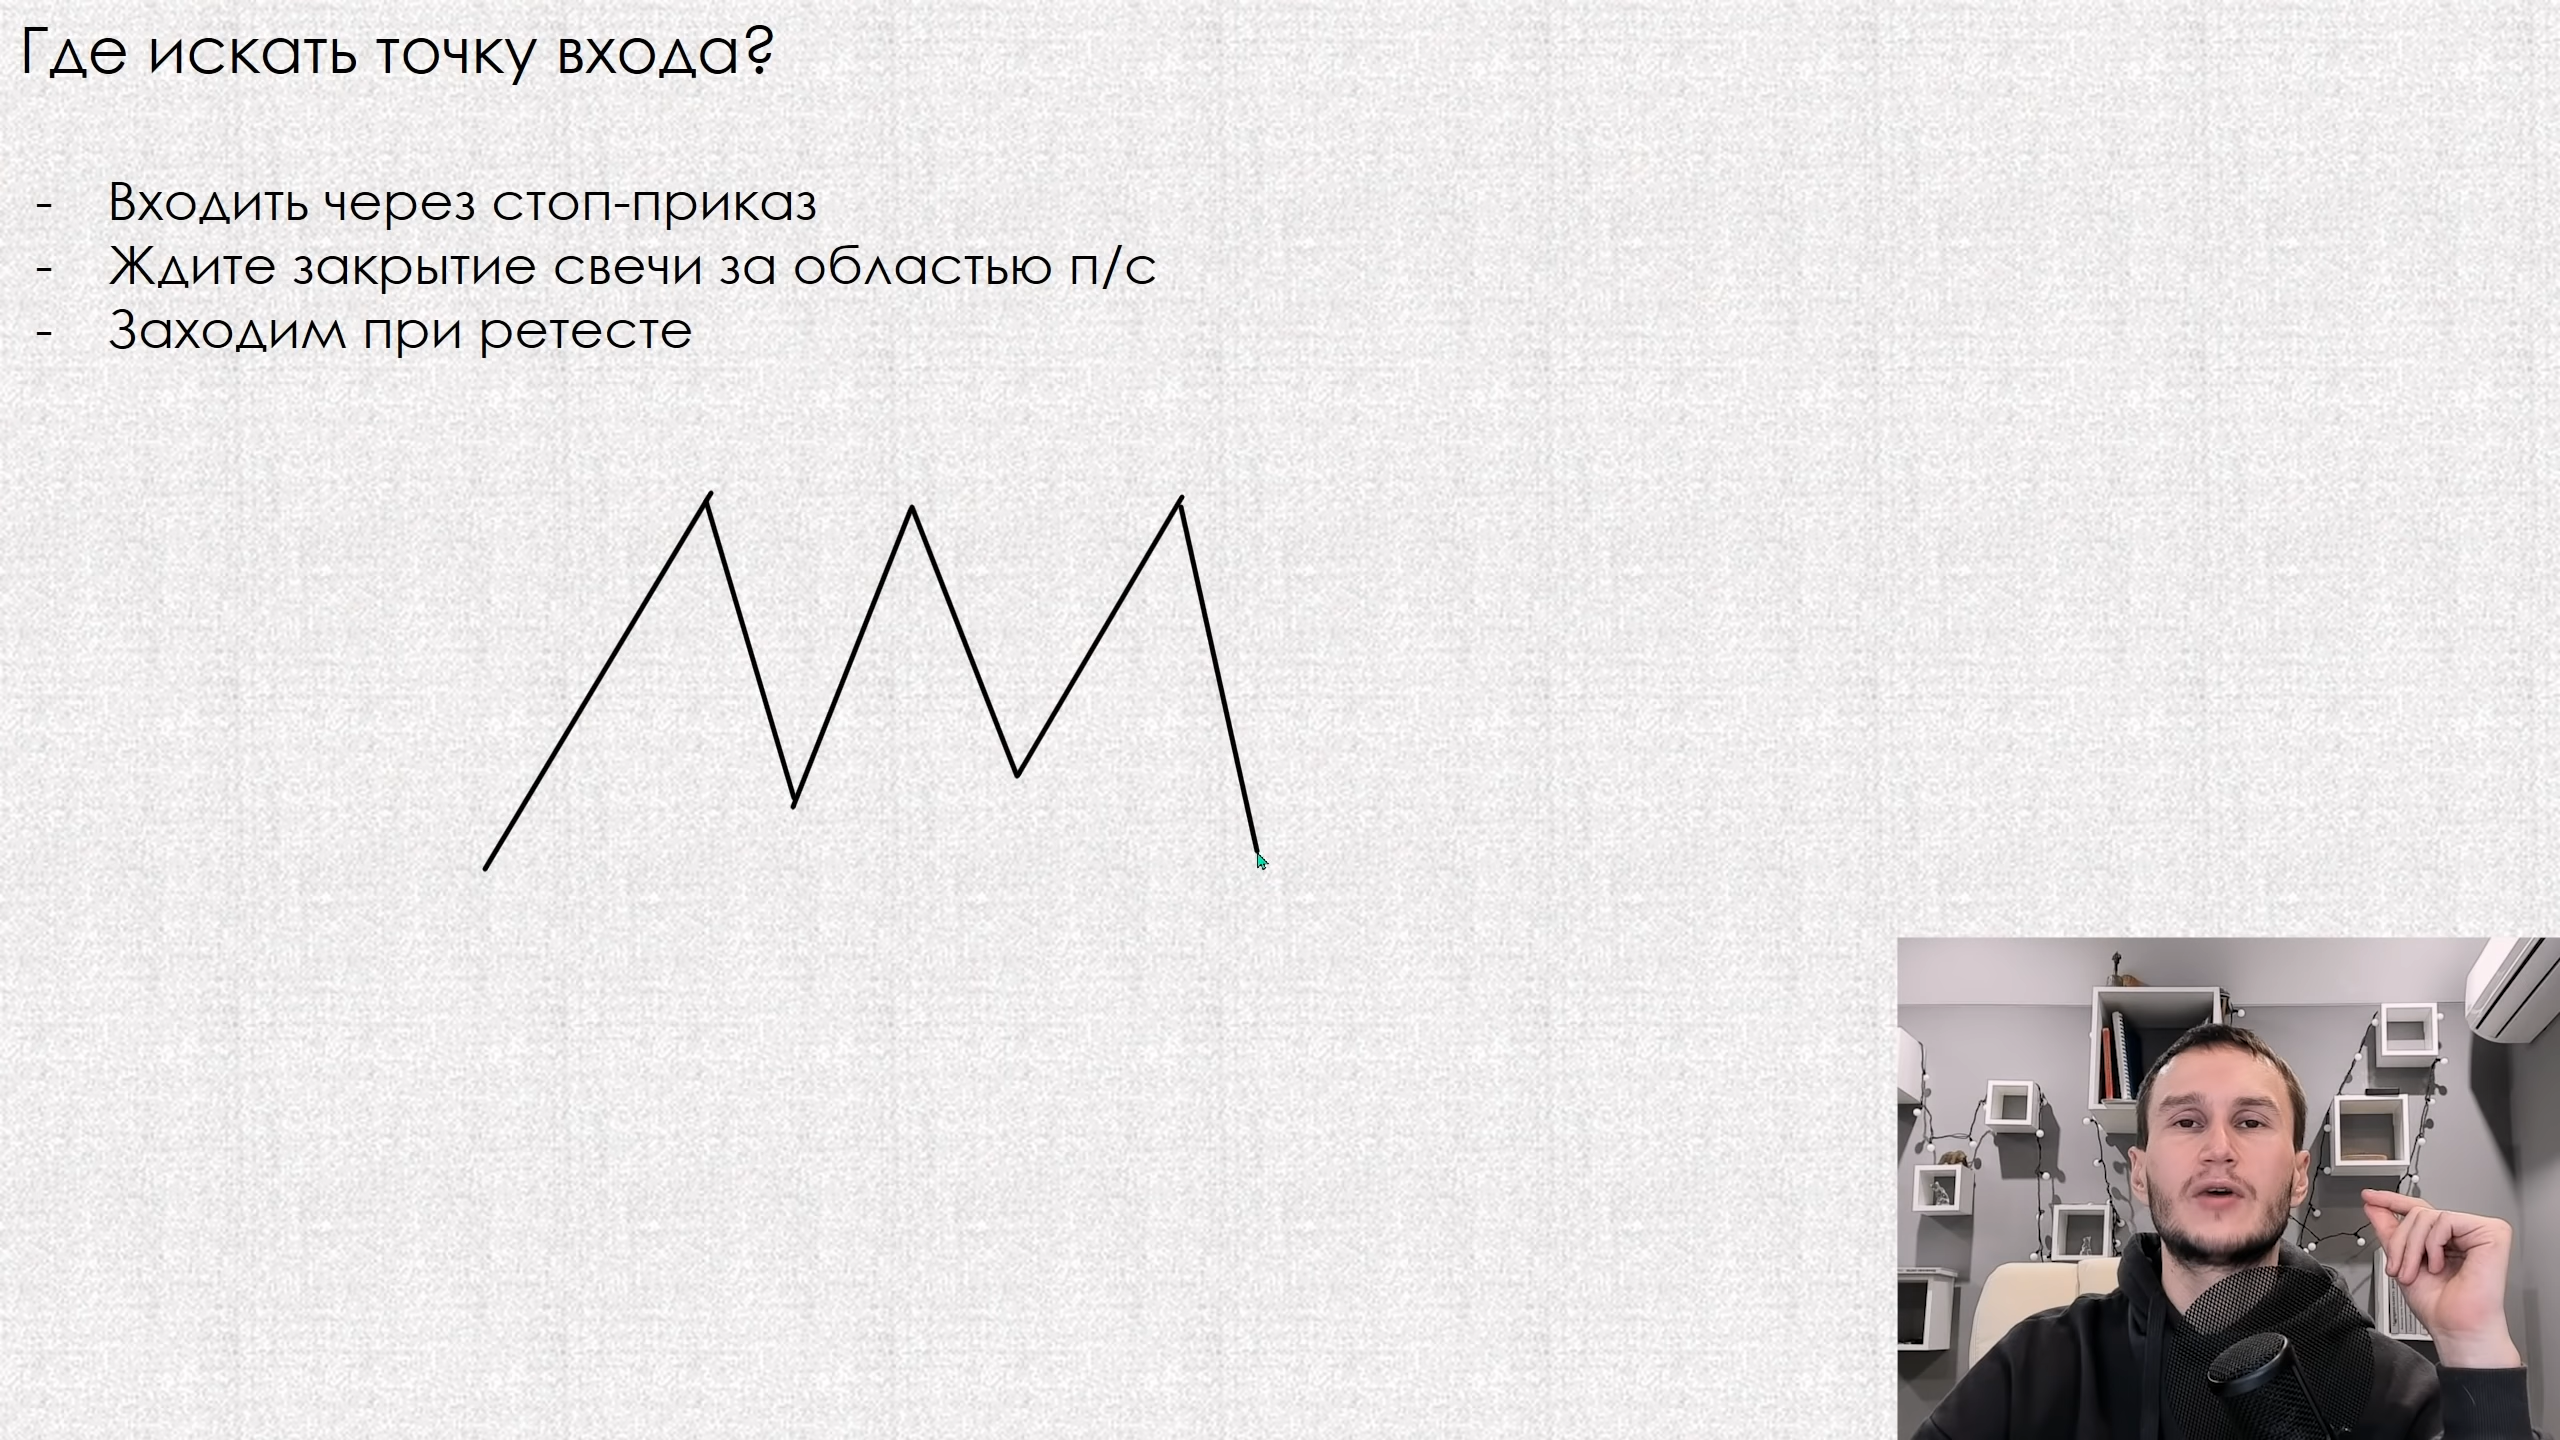 Где искать точку входа?
- Входить через стоп-приказ
- Ждите закрытие свечи за областью п/с
- Заходим при ретесте